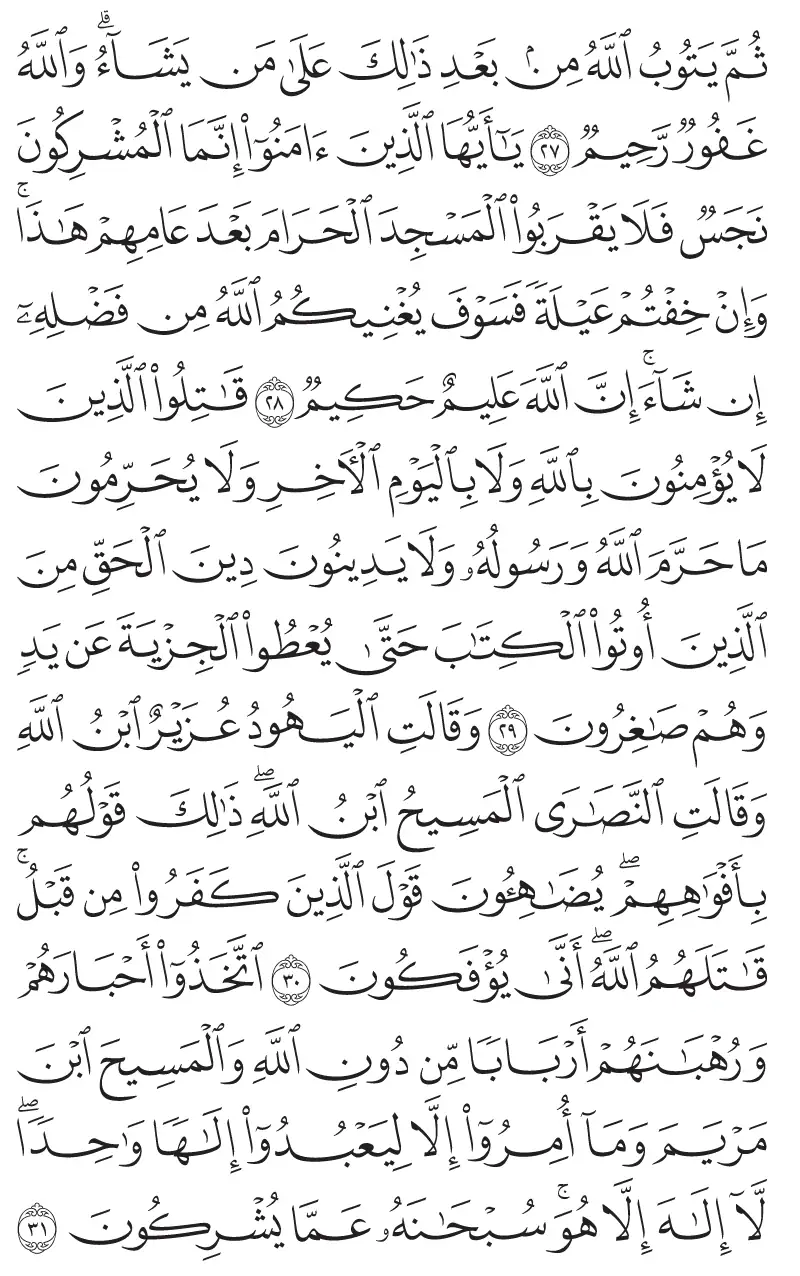 ثُمَّ يَتُوبُ ٱللَّهُ مِنۢ بَعْدِ ذَٰلِكَ عَلَىٰ مَن يَشَآءُ ۗ وَٱللَّهُ
غَفُورٌ رَّحِيمٌ ٢٧ يَـٰٓأَيُّهَا ٱلَّذِينَ ءَامَنُوٓا۟ إِنَّمَا ٱلْمُشْرِكُونَ
نَجَسٌ فَلَا يَقْرَبُوا۟ ٱلْمَسْجِدَ ٱلْحَرَامَ بَعْدَ عَامِهِمْ هَـٰذَا ۚ
وَإِنْ خِفْتُمْ عَيْلَةً فَسَوْفَ يُغْنِيكُمُ ٱللَّهُ مِن فَضْلِهِۦٓ
إِن شَآءَ ۚ إِنَّ ٱللَّهَ عَلِيمٌ حَكِيمٌ ٢٨ قَـٰتِلُوا۟ ٱلَّذِينَ
لَا يُؤْمِنُونَ بِٱللَّهِ وَلَا بِٱلْيَوْمِ ٱلْـَٔاخِرِ وَلَا يُحَرِّمُونَ
مَا حَرَّمَ ٱللَّهُ وَرَسُولُهُۥ وَلَا يَدِينُونَ دِينَ ٱلْحَقِّ مِنَ
ٱلَّذِينَ أُوتُوا۟ ٱلْكِتَـٰبَ حَتَّىٰ يُعْطُوا۟ ٱلْجِزْيَةَ عَن يَدٍ
وَهُمْ صَـٰغِرُونَ ٢٩ وَقَالَتِ ٱلْيَهُودُ عُزَيْرٌ ٱبْنُ ٱللَّهِ
وَقَالَتِ ٱلنَّصَـٰرَى ٱلْمَسِيحُ ٱبْنُ ٱللَّهِ ۖ ذَٰلِكَ قَوْلُهُم
بِأَفْوَٰهِهِمْ ۖ يُضَـٰهِـُٔونَ قَوْلَ ٱلَّذِينَ كَفَرُوا۟ مِن قَبْلُ ۚ
قَـٰتَلَهُمُ ٱللَّهُ ۖ أَنَّىٰ يُؤْفَكُونَ ٣٠ ٱتَّخَذُوٓا۟ أَحْبَارَهُمْ
وَرُهْبَـٰنَهُمْ أَرْبَابًا مِّن دُونِ ٱللَّهِ وَٱلْمَسِيحَ ٱبْنَ
مَرْيَمَ وَمَآ أُمِرُوٓا۟ إِلَّا لِيَعْبُدُوٓا۟ إِلَـٰهًا وَٰحِدًا ۖ
لَّآ إِلَـٰهَ إِلَّا هُوَ ۚ سُبْحَـٰنَهُۥ عَمَّا يُشْرِكُونَ ٣١